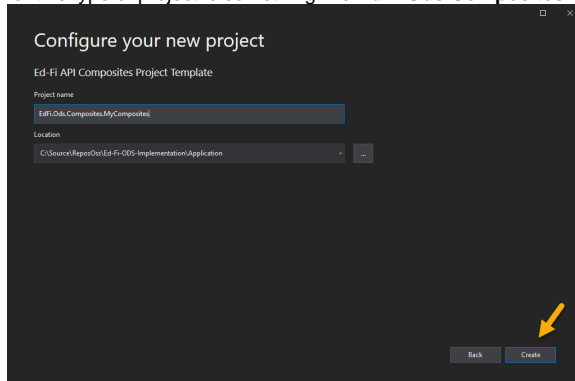 Configure your new project
Ed-Fi API Composites Project Template
Project name
EdFi.Ods.Composites.MyComposites
Location
C:\Source\ReposOss\Ed-Fi-ODS-Implementation\Application
...
Back
Create